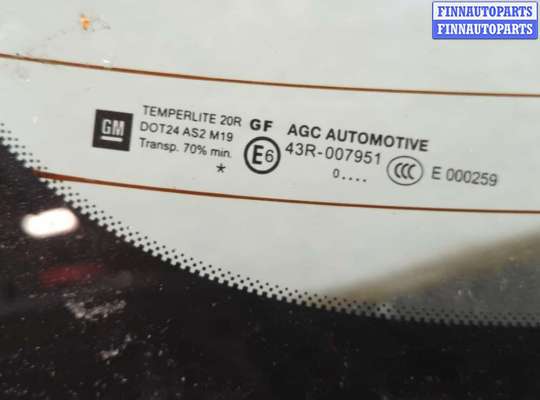 FINNAUTOPARTS
FINNAUTOPARTS
GM
TEMPERLITE 20R GF AGC AUTOMOTIVE
DOT24 AS2 M19 E6 43R-007951 CCC E 000259
Transp. 70% min. 0....
*